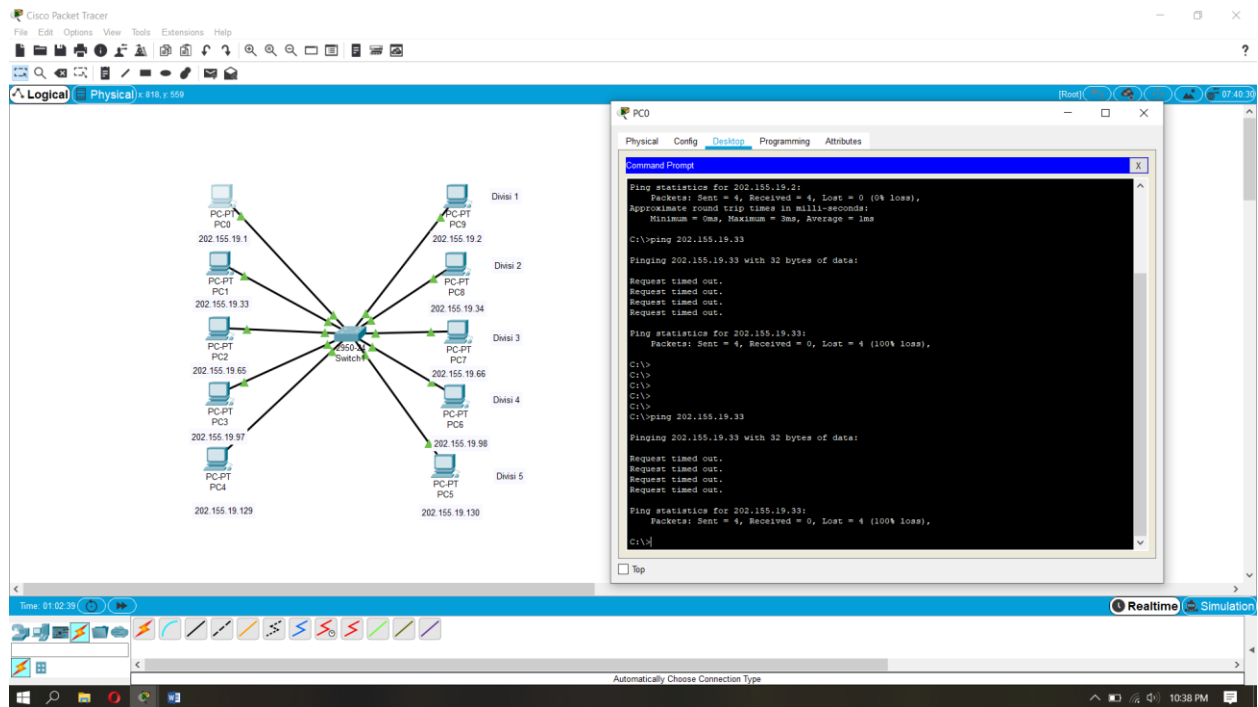 Cisco Packet Tracer
File Edit Options View Tools Extensions Help
?
Logical Physical x: 818, y: 559 [Root] 07:40:30
PC-PT
PC0
202.155.19.1
PC-PT
PC1
202.155.19.33
PC-PT
PC2
202.155.19.65
PC-PT
PC3
202.155.19.97
PC-PT
PC4
202.155.19.129
2950-24
Switch1
PC-PT
PC9
202.155.19.2
Divisi 1
PC-PT
PC8
202.155.19.34
Divisi 2
PC-PT
PC7
202.155.19.66
Divisi 3
PC-PT
PC6
202.155.19.98
Divisi 4
PC-PT
PC5
202.155.19.130
Divisi 5
PC0
Physical Config Desktop Programming Attributes
Command Prompt X
Ping statistics for 202.155.19.2:
Packets: Sent = 4, Received = 4, Lost = 0 (0% loss),
Approximate round trip times in milli-seconds:
Minimum = 0ms, Maximum = 3ms, Average = 1ms
C:\>ping 202.155.19.33
Pinging 202.155.19.33 with 32 bytes of data:
Request timed out.
Request timed out.
Request timed out.
Request timed out.
Ping statistics for 202.155.19.33:
Packets: Sent = 4, Received = 0, Lost = 4 (100% loss),
C:\>
C:\>
C:\>
C:\>
C:\>
C:\>ping 202.155.19.33
Pinging 202.155.19.33 with 32 bytes of data:
Request timed out.
Request timed out.
Request timed out.
Request timed out.
Ping statistics for 202.155.19.33:
Packets: Sent = 4, Received = 0, Lost = 4 (100% loss),
C:\>
Top
Time: 01:02:39 Realtime Simulation
Automatically Choose Connection Type
10:38 PM